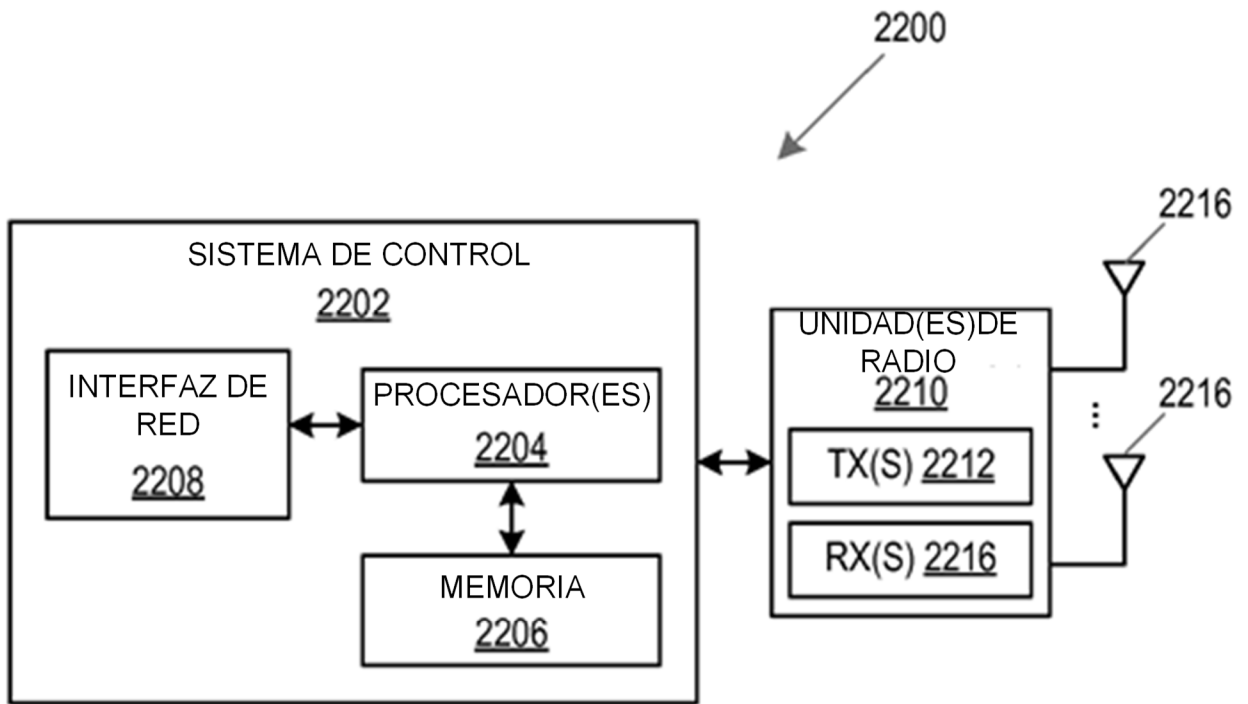 2200
2216
SISTEMA DE CONTROL
2202
INTERFAZ DE
RED
2208
PROCESADOR(ES)
2204
MEMORIA
2206
UNIDAD(ES)DE
RADIO
2210
TX(S) 2212
RX(S) 2216
...
2216